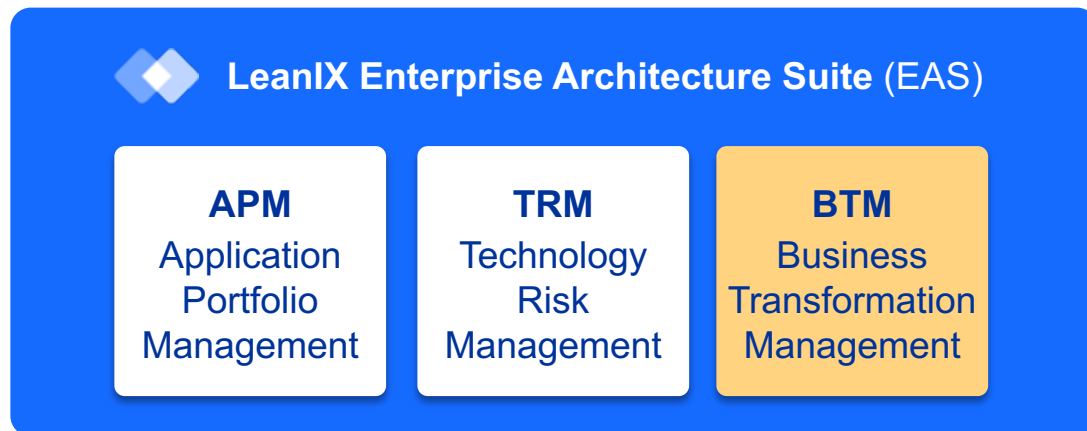 LeanIX Enterprise Architecture Suite (EAS)
APM
Application
Portfolio
Management
TRM
Technology
Risk
Management
BTM
Business
Transformation
Management